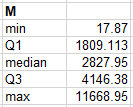 M
min 17.87
Q1 1809.113
median 2827.95
Q3 4146.38
max 11668.95